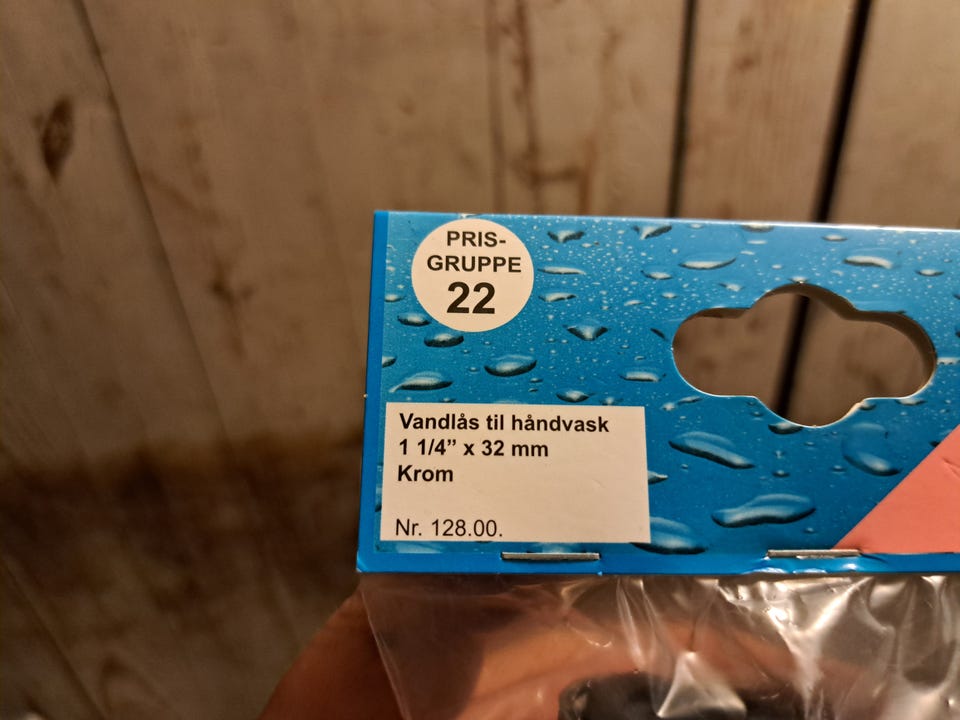 PRIS-
GRUPPE
22
Vandlås til håndvask
1 1/4” x 32 mm
Krom
Nr. 128.00.